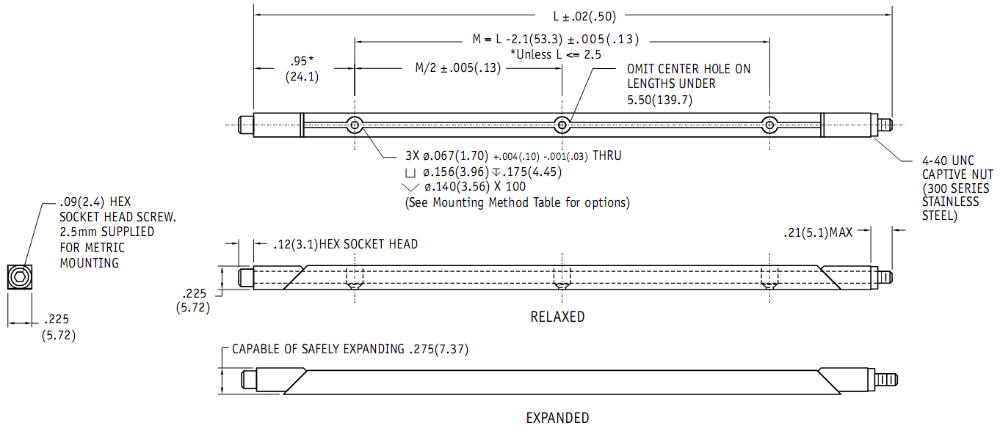 L ±.02(.50)
M = L -2.1(53.3) ±.005(.13)
*Unless L <= 2.5
.95*
(24.1)
M/2 ±.005(.13)
OMIT CENTER HOLE ON
LENGTHS UNDER
5.50(139.7)
3X ø.067(1.70) +.004(.10) -.001(.03) THRU
⌴ ø.156(3.96) ↧.175(4.45)
⌵ ø.140(3.56) X 100
(See Mounting Method Table for options)
4-40 UNC
CAPTIVE NUT
(300 SERIES
STAINLESS
STEEL)
.09(2.4) HEX
SOCKET HEAD SCREW.
2.5mm SUPPLIED
FOR METRIC
MOUNTING
.12(3.1)HEX SOCKET HEAD
.21(5.1)MAX
.225
(5.72)
.225
(5.72)
RELAXED
CAPABLE OF SAFELY EXPANDING .275(7.37)
EXPANDED